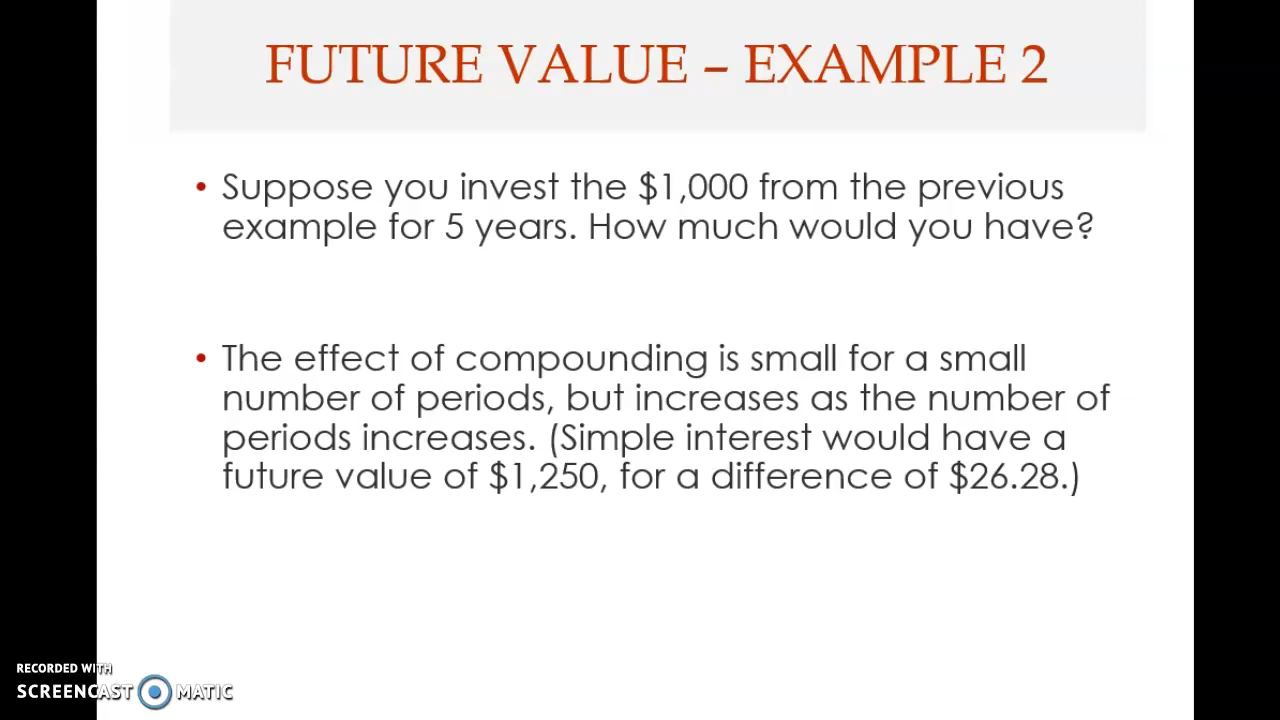 FUTURE VALUE – EXAMPLE 2
• Suppose you invest the $1,000 from the previous
example for 5 years. How much would you have?
• The effect of compounding is small for a small
number of periods, but increases as the number of
periods increases. (Simple interest would have a
future value of $1,250, for a difference of $26.28.)
RECORDED WITH
SCREENCAST MATIC